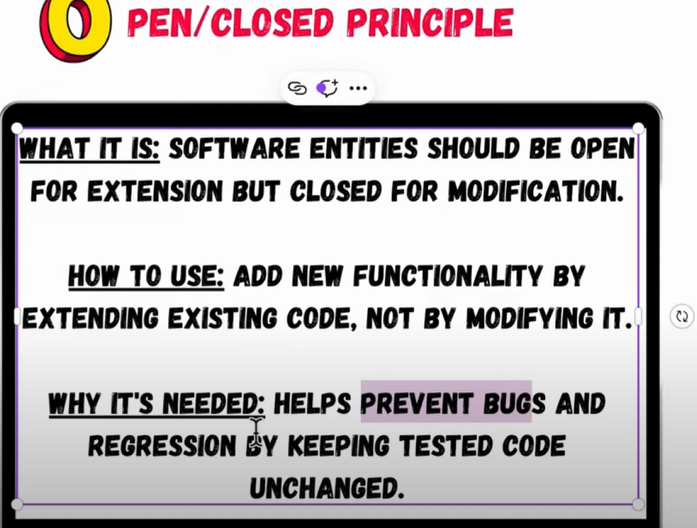 OPEN/CLOSED PRINCIPLE
WHAT IT IS: SOFTWARE ENTITIES SHOULD BE OPEN
FOR EXTENSION BUT CLOSED FOR MODIFICATION.
HOW TO USE: ADD NEW FUNCTIONALITY BY
EXTENDING EXISTING CODE, NOT BY MODIFYING IT.
WHY IT'S NEEDED: HELPS PREVENT BUGS AND
REGRESSION BY KEEPING TESTED CODE
UNCHANGED.